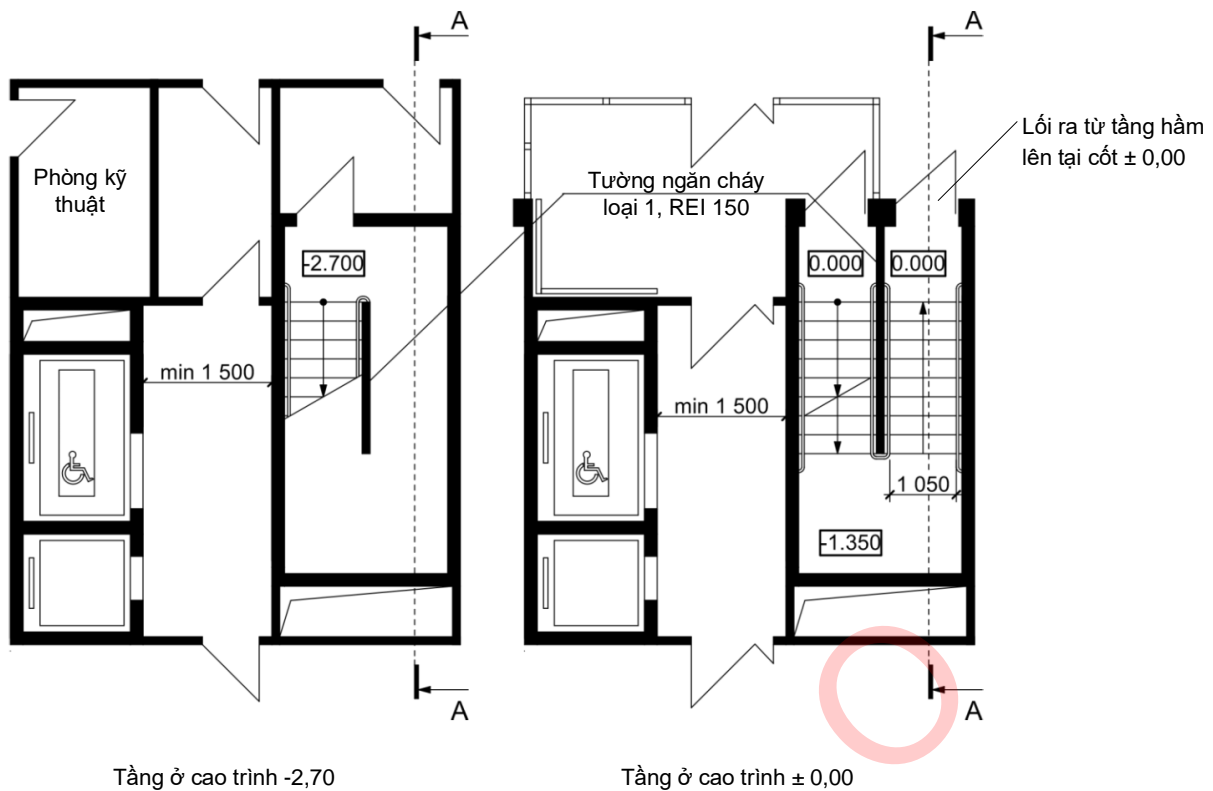 A
A
Lối ra từ tầng hầm
lên tại cốt ± 0,00
Phòng kỹ
thuật
Tường ngăn cháy
loại 1, REI 150
-2.700
0.000
0.000
min 1 500
min 1 500
1 050
-1.350
A
A
Tầng ở cao trình -2,70
Tầng ở cao trình ± 0,00